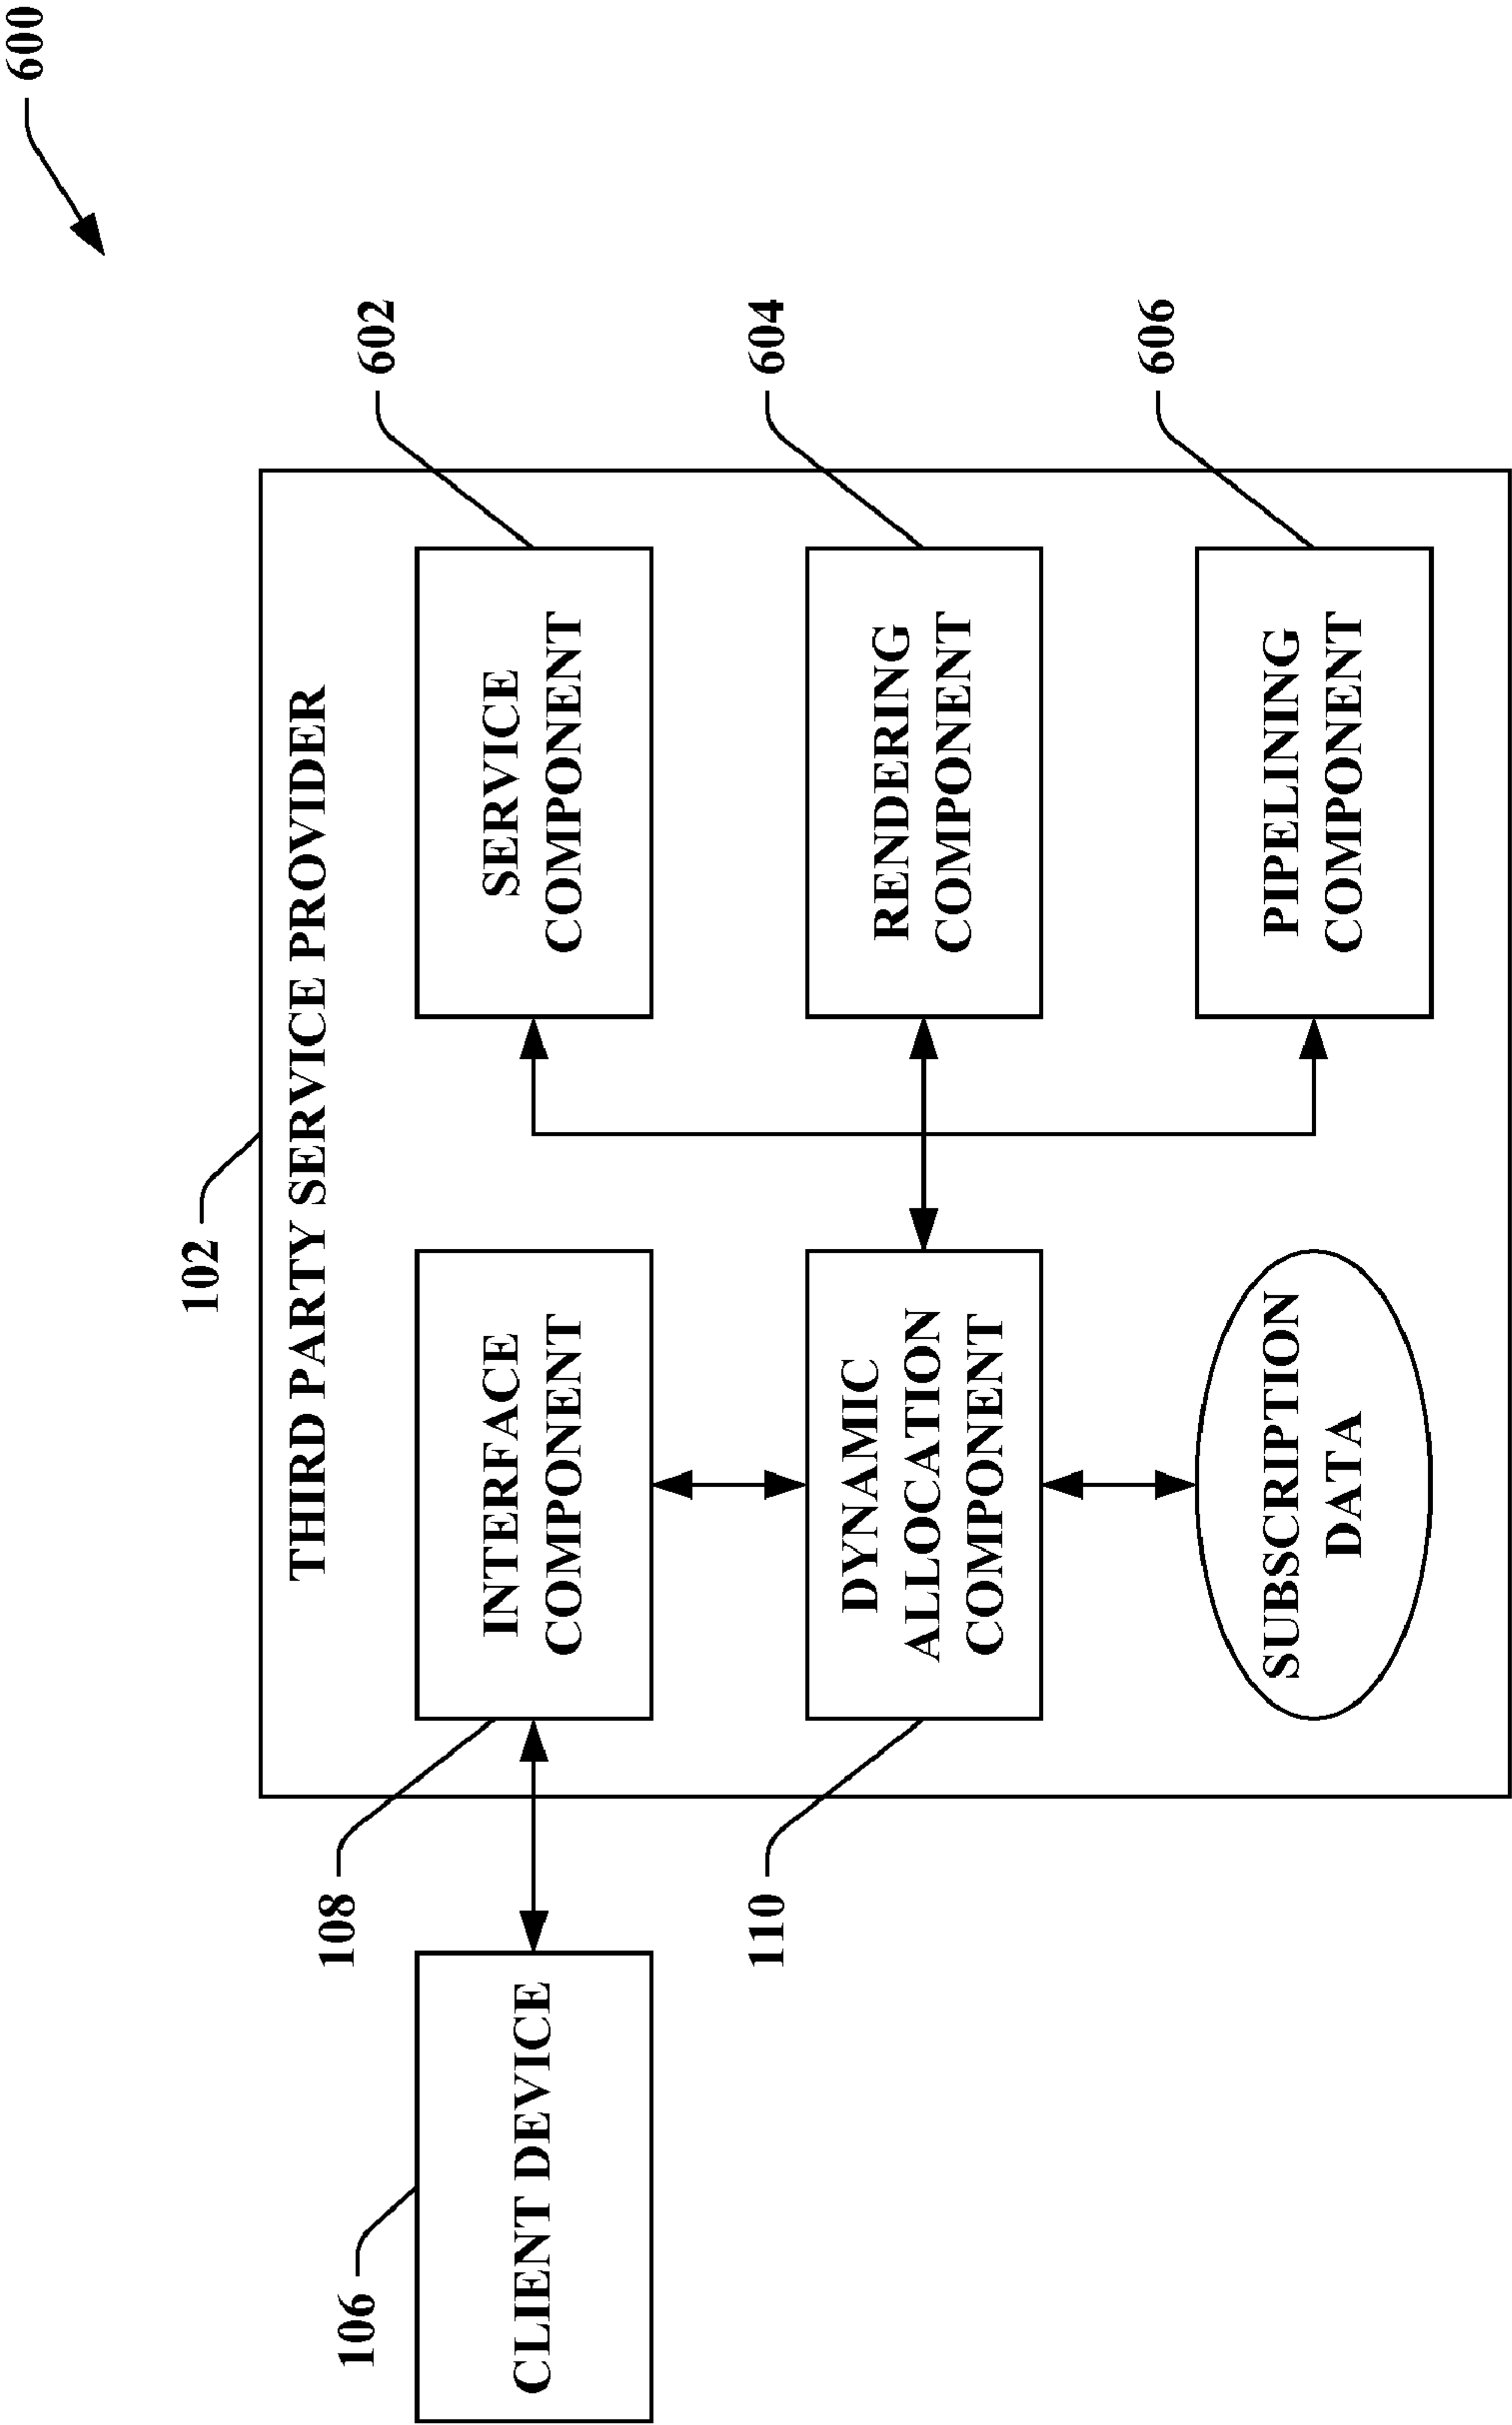 600
102
THIRD PARTY SERVICE PROVIDER
106
CLIENT DEVICE
108
INTERFACE
COMPONENT
SERVICE
COMPONENT
602
110
DYNAMIC
ALLOCATION
COMPONENT
RENDERING
COMPONENT
604
SUBSCRIPTION
DATA
PIPELINING
COMPONENT
606